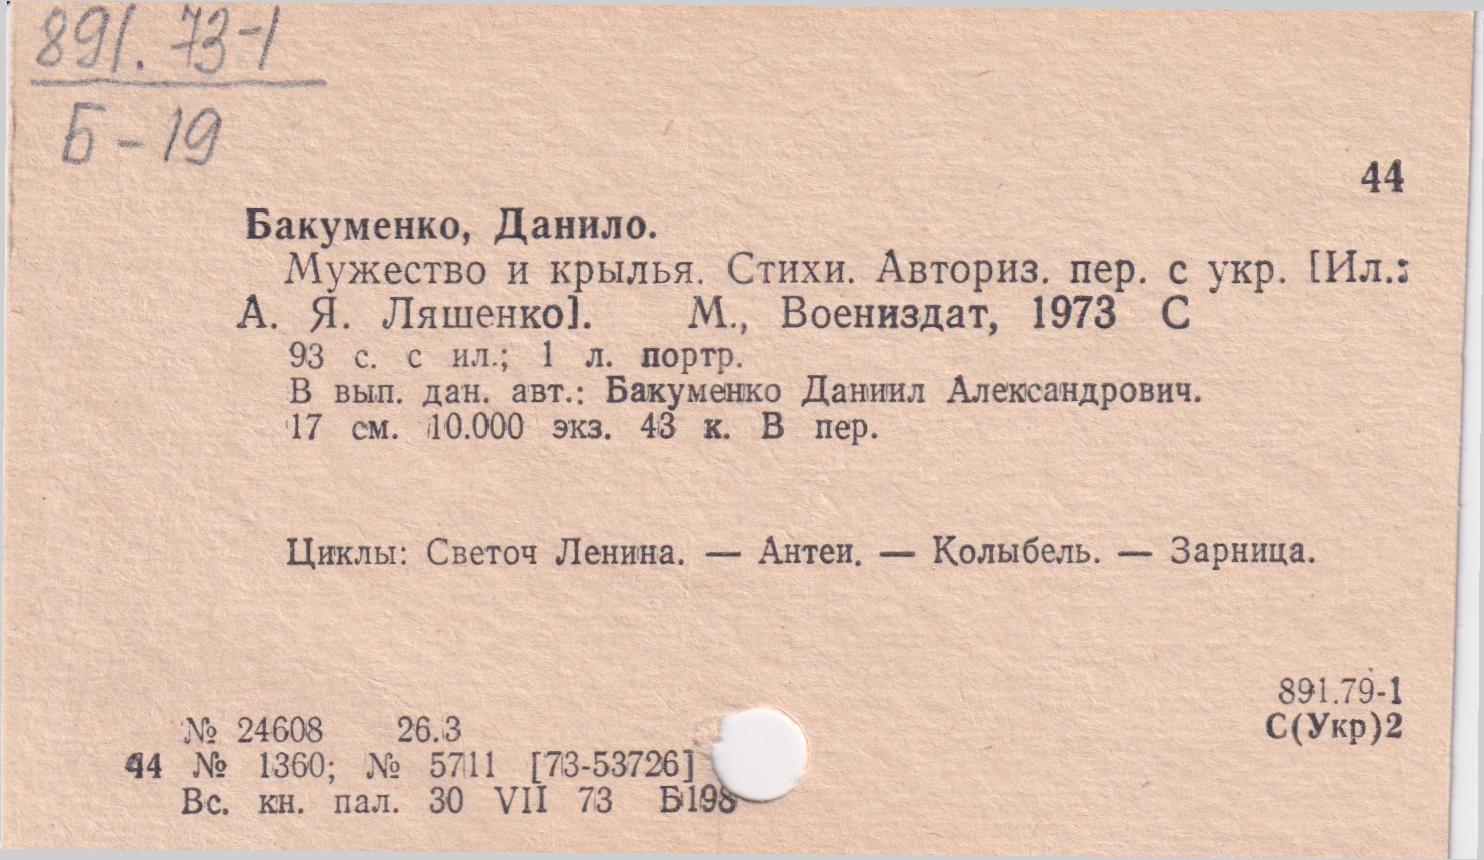 891.73-1
Б-19
44
Бакуменко, Данило.
Мужество и крылья. Стихи. Авториз. пер. с укр. [Ил.:
А. Я. Ляшенко]. М., Воениздат, 1973 С
93 с. с ил.; 1 л. портр.
В вып. дан. авт.: Бакуменко Даниил Александрович.
17 см. 10.000 экз. 43 к. В пер.
Циклы: Светоч Ленина. — Антеи. — Колыбель. — Зарница.
891.79-1
С(Укр)2
№ 24608 26.3
44 № 1360; № 5711 [73-53726]
Вс. кн. пал. 30 VII 73 Б198